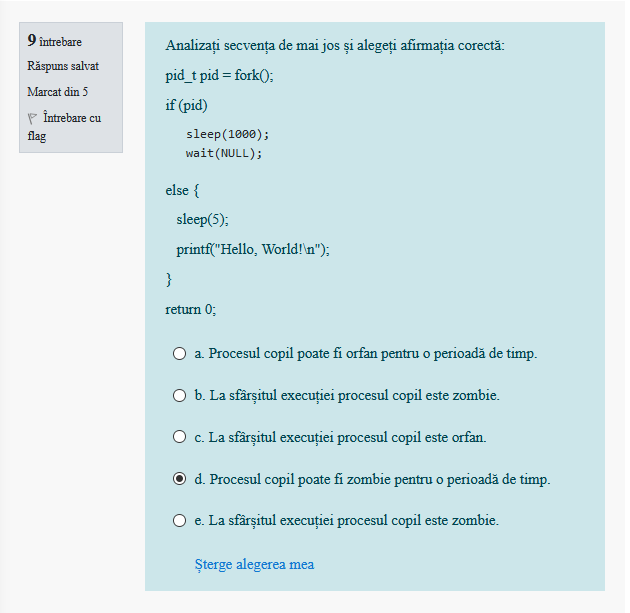 9 întrebare
Răspuns salvat
Marcat din 5
Întrebare cu
flag
Analizați secvența de mai jos și alegeți afirmația corectă:
pid_t pid = fork();
if (pid)
sleep(1000);
wait(NULL);
else {
sleep(5);
printf("Hello, World!\n");
}
return 0;
a. Procesul copil poate fi orfan pentru o perioadă de timp.
b. La sfârșitul execuției procesul copil este zombie.
c. La sfârșitul execuției procesul copil este orfan.
d. Procesul copil poate fi zombie pentru o perioadă de timp.
e. La sfârșitul execuției procesul copil este zombie.
Șterge alegerea mea